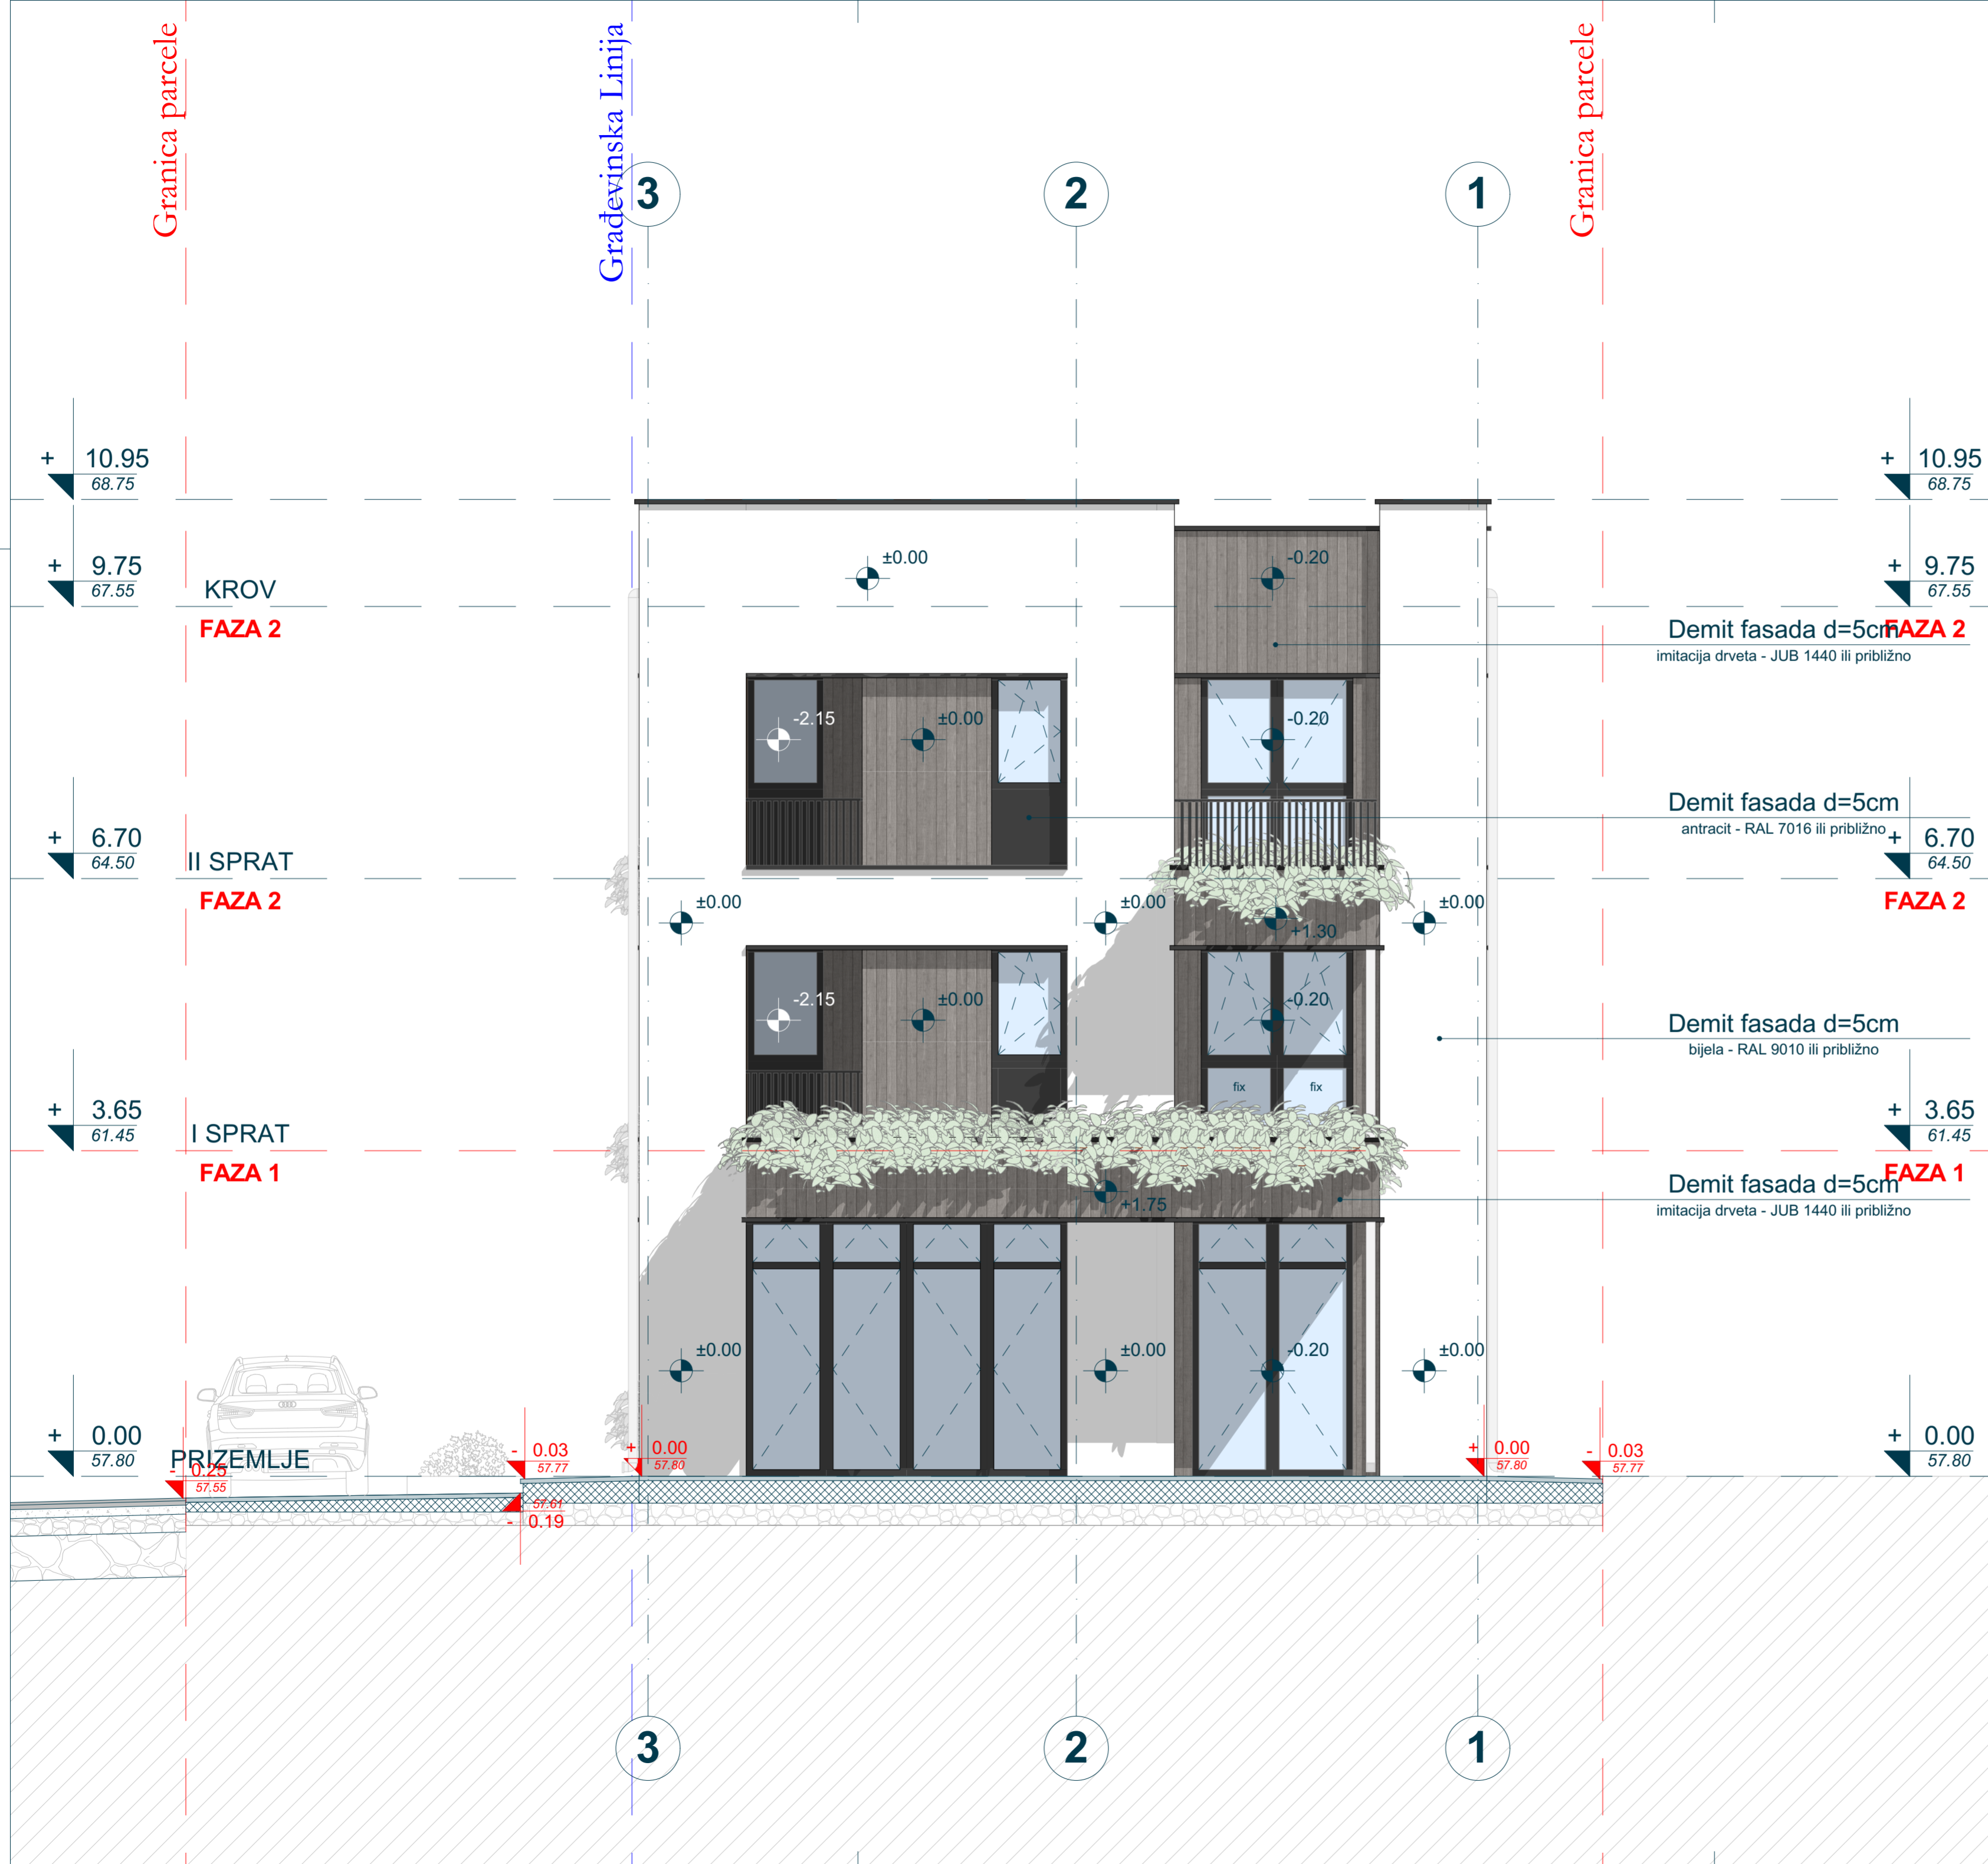 Granica parcele
Građevinska Linija
Granica parcele
3
2
1
+ 10.95
68.75
+ 10.95
68.75
+ 9.75
67.55
KROV
FAZA 2
±0.00
-0.20
+ 9.75
67.55
FAZA 2
Demit fasada d=5cm
imitacija drveta - JUB 1440 ili približno
-2.15
±0.00
-0.20
Demit fasada d=5cm
antracit - RAL 7016 ili približno
+ 6.70
64.50
II SPRAT
FAZA 2
+ 6.70
64.50
FAZA 2
±0.00
±0.00
+1.30
±0.00
-2.15
±0.00
-0.20
Demit fasada d=5cm
bijela - RAL 9010 ili približno
fix
fix
+ 3.65
61.45
I SPRAT
FAZA 1
+ 3.65
61.45
FAZA 1
Demit fasada d=5cm
imitacija drveta - JUB 1440 ili približno
+1.75
±0.00
±0.00
-0.20
±0.00
+ 0.00
57.80
PRIZEMLJE
- 0.25
57.55
- 0.03
57.77
57.61
- 0.19
+ 0.00
57.80
+ 0.00
57.80
- 0.03
57.77
+ 0.00
57.80
3
2
1